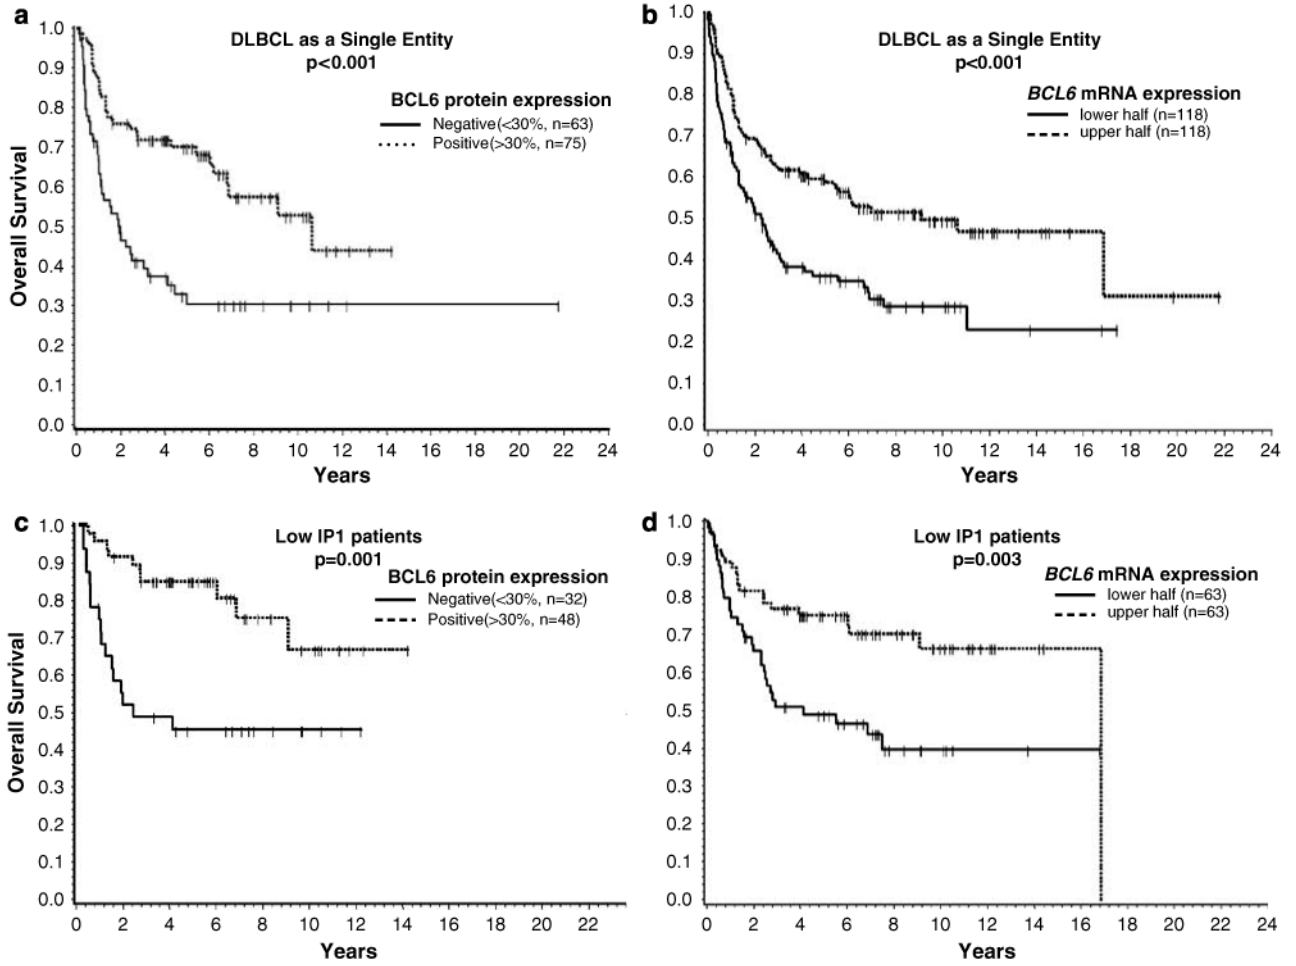 a
DLBCL as a Single Entity
p<0.001
BCL6 protein expression
Negative(<30%, n=63)
Positive(>30%, n=75)
Overall Survival
1.0
0.9
0.8
0.7
0.6
0.5
0.4
0.3
0.2
0.1
0.0
0 2 4 6 8 10 12 14 16 18 20 22 24
Years
b
DLBCL as a Single Entity
p<0.001
BCL6 mRNA expression
lower half (n=118)
upper half (n=118)
1.0
0.9
0.8
0.7
0.6
0.5
0.4
0.3
0.2
0.1
0.0
0 2 4 6 8 10 12 14 16 18 20 22 24
Years
c
Low IP1 patients
p=0.001
BCL6 protein expression
Negative(<30%, n=32)
Positive(>30%, n=48)
Overall Survival
1.0
0.9
0.8
0.7
0.6
0.5
0.4
0.3
0.2
0.1
0.0
0 2 4 6 8 10 12 14 16 18 20 22
Years
d
Low IP1 patients
p=0.003
BCL6 mRNA expression
lower half (n=63)
upper half (n=63)
1.0
0.9
0.8
0.7
0.6
0.5
0.4
0.3
0.2
0.1
0.0
0 2 4 6 8 10 12 14 16 18 20 22 24
Years